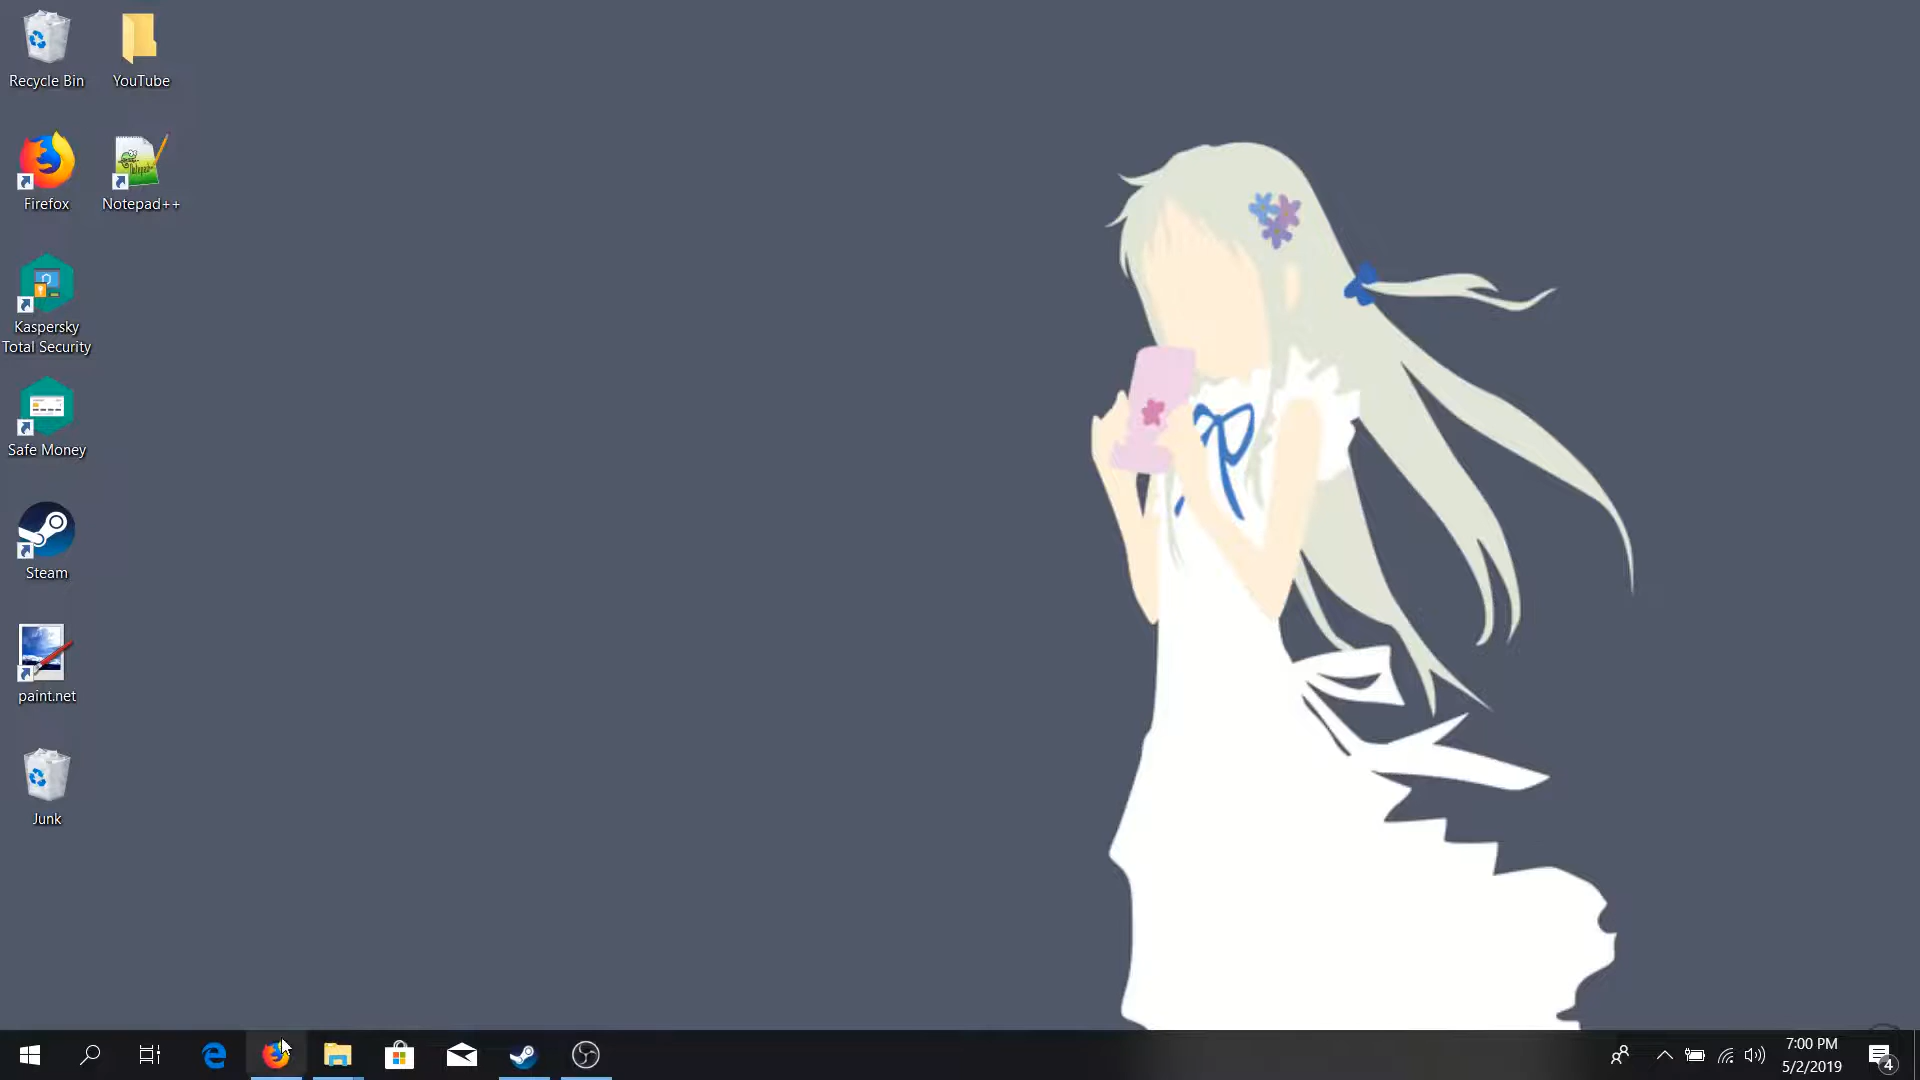 Recycle Bin
YouTube
Firefox
Notepad++
Kaspersky
Total Security
Safe Money
Steam
paint.net
Junk
7:00 PM
5/2/2019
4